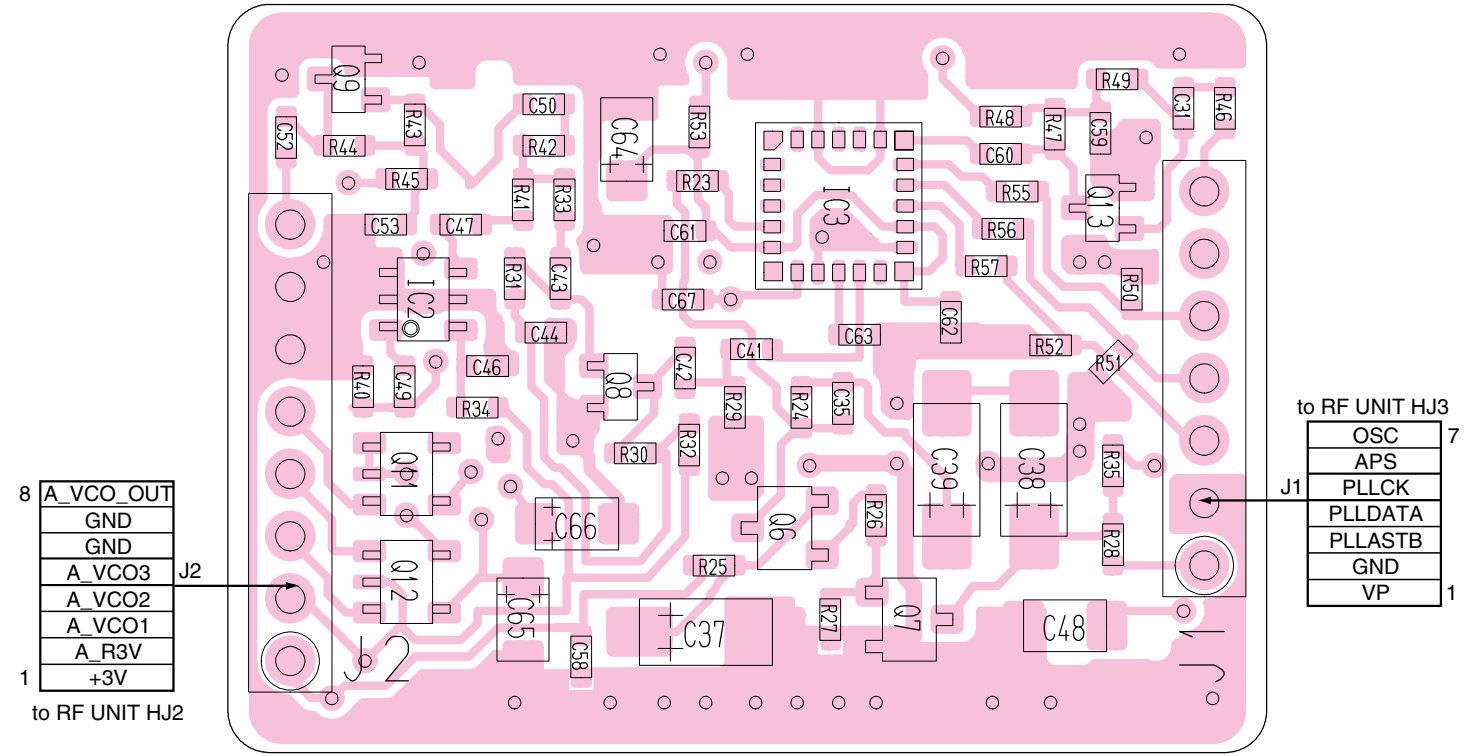 Q9
C52
R44
R43
C50
R42
R45
C53
C47
R41
R33
C64
R53
R23
C61
C67
IC3
R48
R49
R47
C59
C31
R46
C60
R55
Q13
R56
R57
R50
C62
C63
R52
R51
IC2
R31
C43
C44
C46
R40
C49
R34
Q8
C42
C41
R29
R24
C35
R30
R32
Q11
Q12
C66
C65
C58
R25
Q6
C37
R26
R27
Q7
C39
C38
R35
R28
C48
J2
J1
8 A_VCO_OUT
GND
GND
A_VCO3
A_VCO2
A_VCO1
A_R3V
1 +3V
to RF UNIT HJ2
J2
to RF UNIT HJ3
OSC 7
APS
PLLCK
PLLDATA
PLLASTB
GND
VP 1
J1